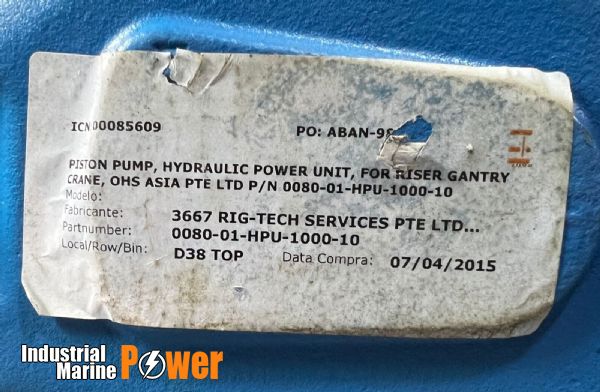 ICN00085609 PO: ABAN-98
PISTON PUMP, HYDRAULIC POWER UNIT, FOR RISER GANTRY
CRANE, OHS ASIA PTE LTD P/N 0080-01-HPU-1000-10
Modelo:
Fabricante: 3667 RIG-TECH SERVICES PTE LTD...
Partnumber: 0080-01-HPU-1000-10
Local/Row/Bin: D38 TOP Data Compra: 07/04/2015
Industrial
Marine Power